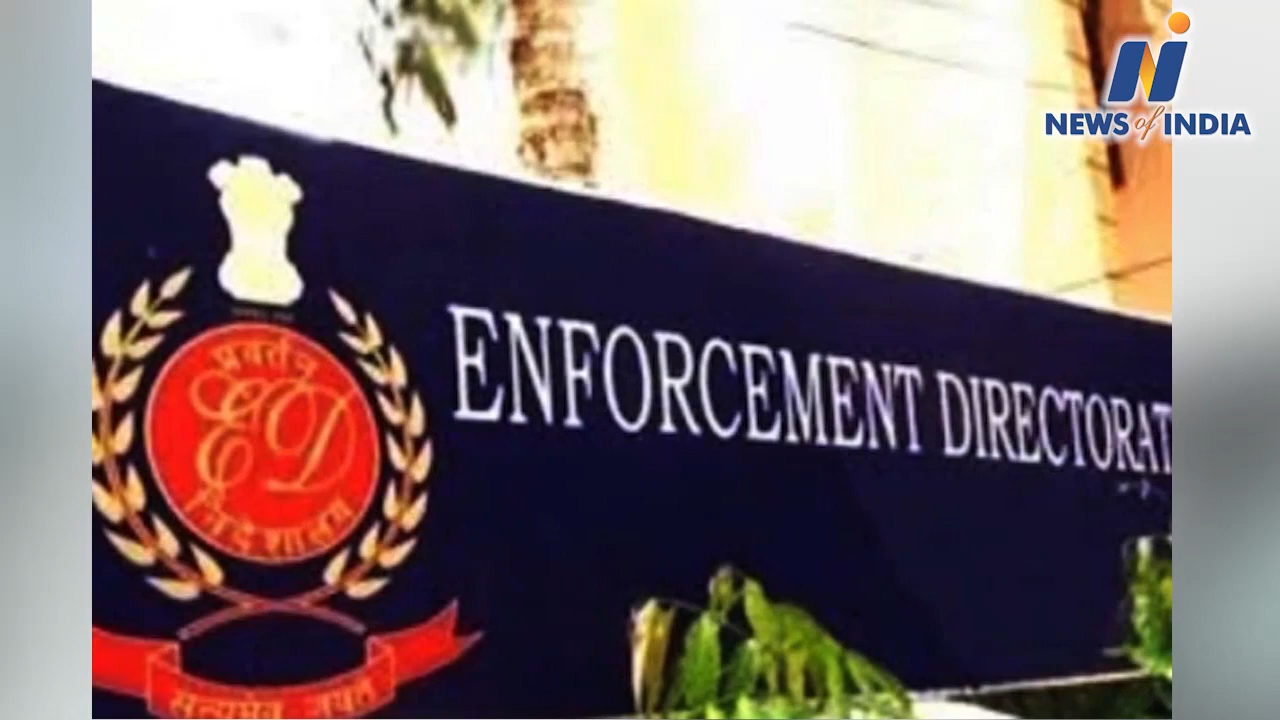 NEWS of INDIA
ENFORCEMENT DIRECTORAT
प्रवर्तन
ED
निदेशालय
सत्यमेव जयते